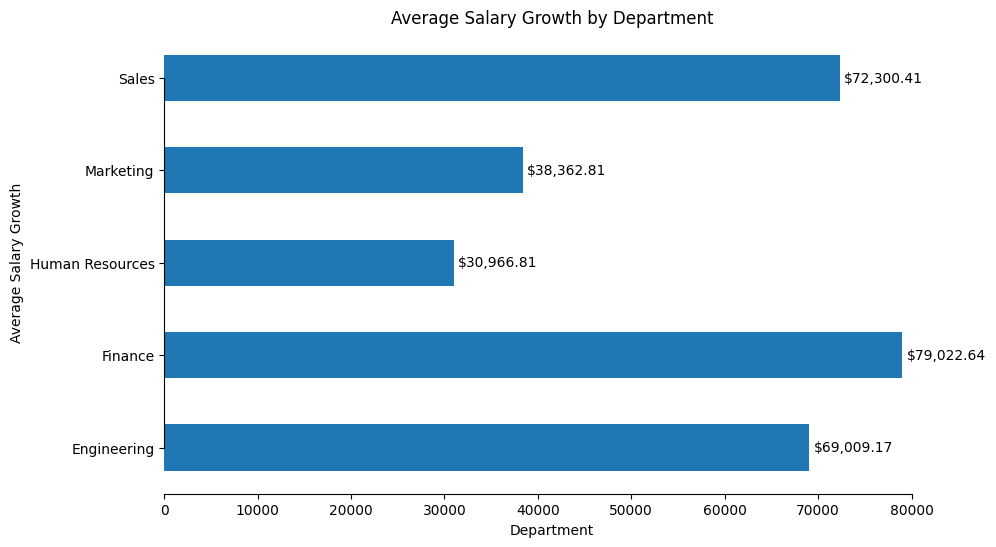 Average Salary Growth by Department
Sales
$72,300.41
Marketing
$38,362.81
Human Resources
$30,966.81
Finance
$79,022.64
Engineering
$69,009.17
Average Salary Growth
0 10000 20000 30000 40000 50000 60000 70000 80000
Department